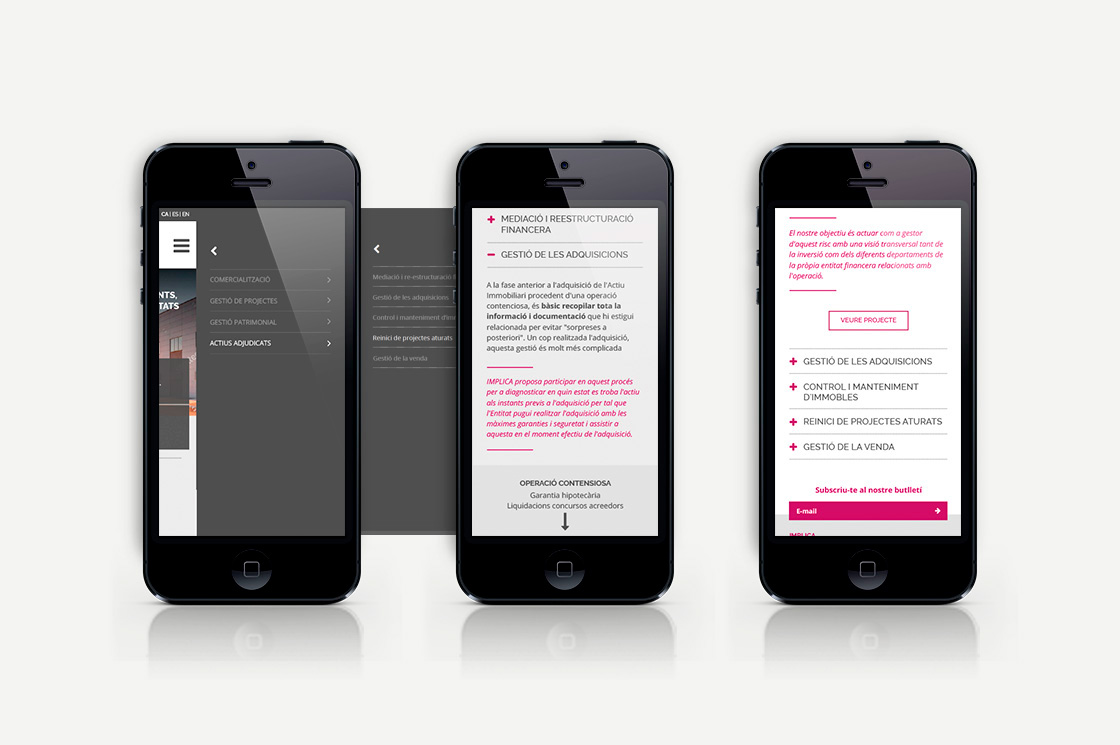 CA | ES | EN
NTS,
TATS
COMERCIALITZACIÓ
GESTIÓ DE PROJECTES
GESTIÓ PATRIMONIAL
ACTIUS ADJUDICATS
Mediació i re-estructuració
Gestió de les adquisicions
Control i manteniment d'im
Reinici de projectes aturats
Gestió de la venda
MEDIACIÓ I REESTRUCTURACIÓ
FINANCERA
GESTIÓN DE LES ADQUISICIONS
A la fase anterior a l'adquisició de l'Actiu
Immobiliari procedent d'una operació
contenciosa, és bàsic recopilar tota la
informació i documentació que hi estigui
relacionada per evitar "sorpreses a
posteriori". Un cop realitzada l'adquisició,
aquesta gestió és molt més complicada
IMPLICA proposa participar en aquest procés
per a diagnosticar en quin estat es troba l'actiu
als instants previs a l'adquisició per tal que
l'Entitat pugui realitzar l'adquisició amb les
màximes garanties i seguretat i assistir a
aquesta en el moment efectiu de l'adquisició.
OPERACIÓ CONTENSIOSA
Garantia hipotecària
Liquidacions concursos acreedors
El nostre objectiu és actuar com a gestor
d'aquest risc amb una visió transversal tant de
la inversió com dels diferents departaments de
la pròpia entitat financera relacionats amb
l'operació.
VEURE PROJECTE
GESTIÓ DE LES ADQUISICIONS
CONTROL I MANTENIMENT
D'IMMOBLES
REINICI DE PROJECTES ATURATS
GESTIÓ DE LA VENDA
Subscriu-te al nostre butlletí
E-mail
IMPLICA